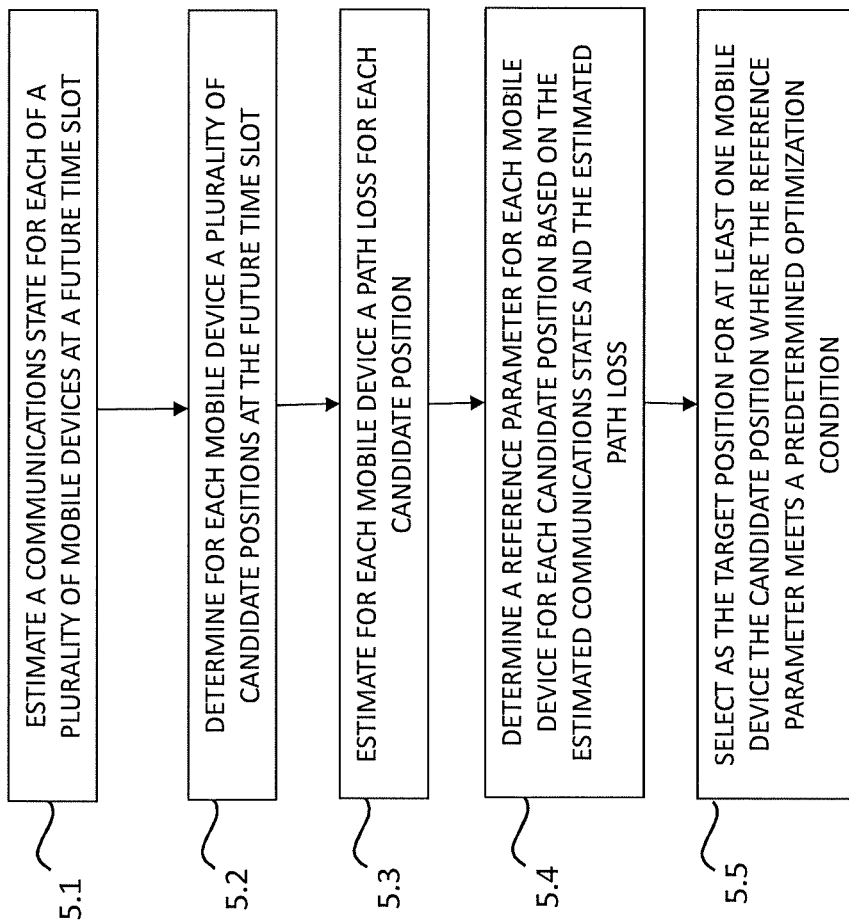 5.1
ESTIMATE A COMMUNICATIONS STATE FOR EACH OF A
PLURALITY OF MOBILE DEVICES AT A FUTURE TIME SLOT
5.2
DETERMINE FOR EACH MOBILE DEVICE A PLURALITY OF
CANDIDATE POSITIONS AT THE FUTURE TIME SLOT
5.3
ESTIMATE FOR EACH MOBILE DEVICE A PATH LOSS FOR EACH
CANDIDATE POSITION
5.4
DETERMINE A REFERENCE PARAMETER FOR EACH MOBILE
DEVICE FOR EACH CANDIDATE POSITION BASED ON THE
ESTIMATED COMMUNICATIONS STATES AND THE ESTIMATED
PATH LOSS
5.5
SELECT AS THE TARGET POSITION FOR AT LEAST ONE MOBILE
DEVICE THE CANDIDATE POSITION WHERE THE REFERENCE
PARAMETER MEETS A PREDETERMINED OPTIMIZATION
CONDITION